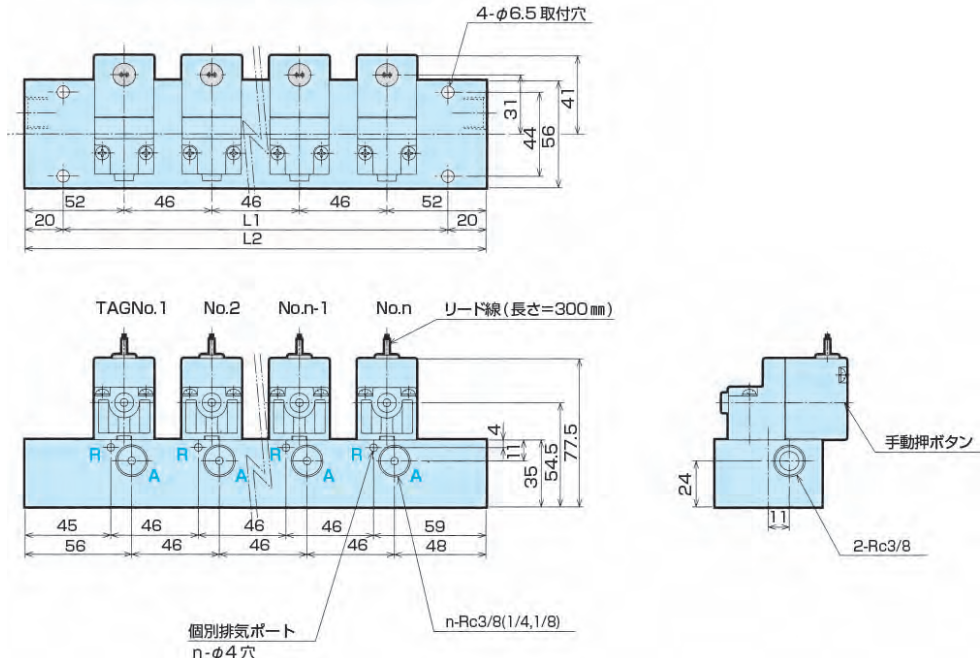 4-φ6.5 取付穴
31
41
44
56
52 46 46 46 52
20 L1 20
L2
TAGNo.1 No.2 No.n-1 No.n リード線(長さ=300㎜)
R A R A R A R A
4
11
35
54.5
77.5
45 46 46 46 59
56 46 46 46 48
個別排気ポート
n-φ4穴
n-Rc3/8(1/4,1/8)
手動押ボタン
24
11
2-Rc3/8